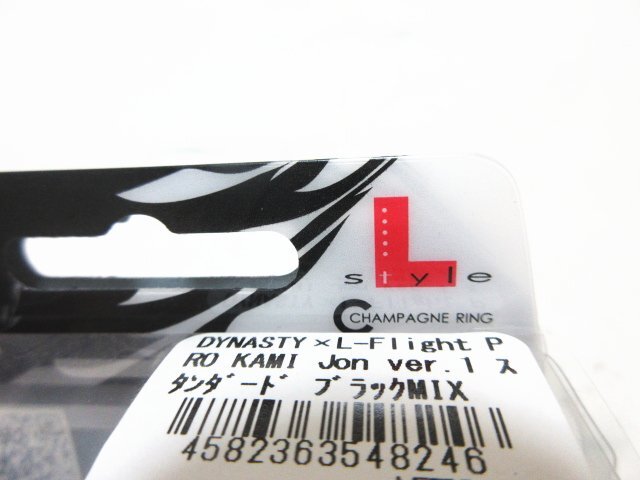 L
style
C CHAMPAGNE RING
DYNASTY×L-Flight P
RO KAMI Jon ver.1 ス
ﾀﾝﾀﾞｰﾄﾞ ブラックMIX
4582363548246